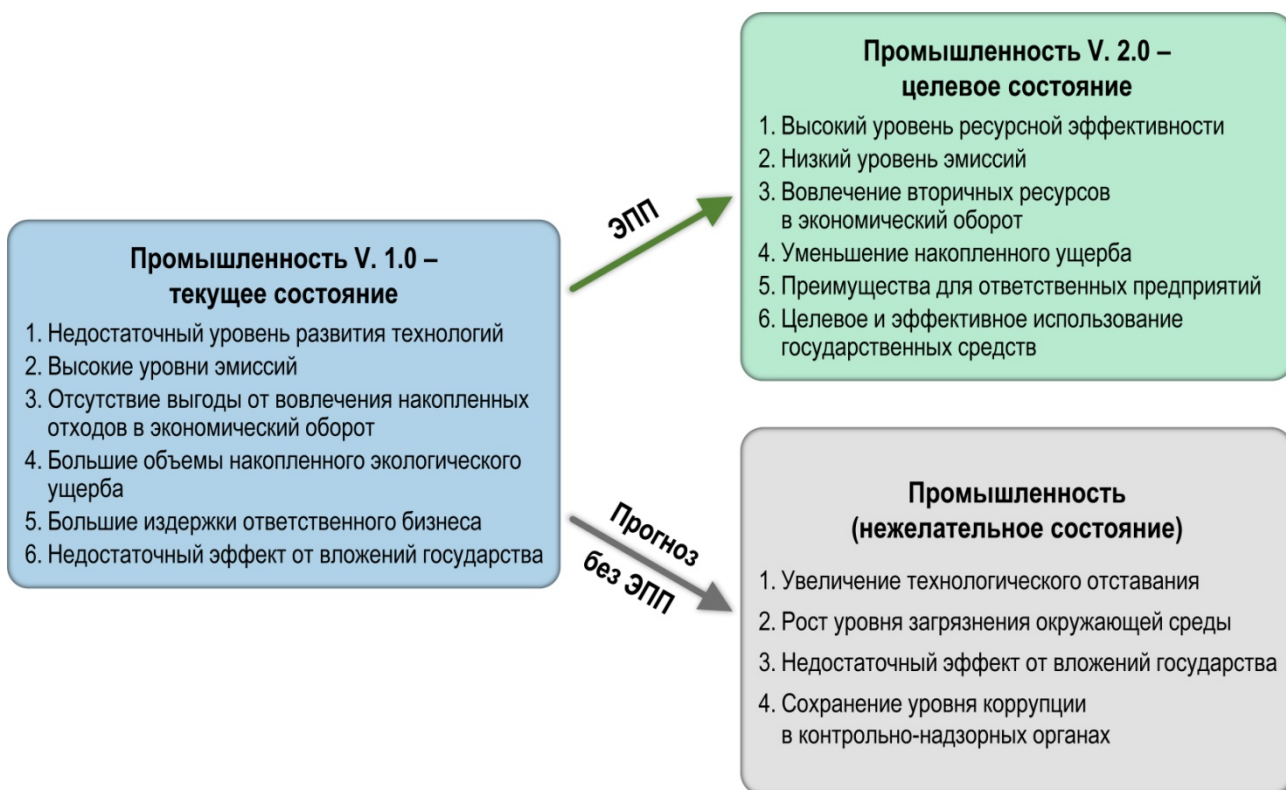 Промышленность V. 1.0 –
текущее состояние
1. Недостаточный уровень развития технологий
2. Высокие уровни эмиссий
3. Отсутствие выгоды от вовлечения накопленных
отходов в экономический оборот
4. Большие объемы накопленного экологического
ущерба
5. Большие издержки ответственного бизнеса
6. Недостаточный эффект от вложений государства
ЭПП
Промышленность V. 2.0 –
целевое состояние
1. Высокий уровень ресурсной эффективности
2. Низкий уровень эмиссий
3. Вовлечение вторичных ресурсов
в экономический оборот
4. Уменьшение накопленного ущерба
5. Преимущества для ответственных предприятий
6. Целевое и эффективное использование
государственных средств
Прогноз
без ЭПП
Промышленность
(нежелательное состояние)
1. Увеличение технологического отставания
2. Рост уровня загрязнения окружающей среды
3. Недостаточный эффект от вложений государства
4. Сохранение уровня коррупции
в контрольно-надзорных органах